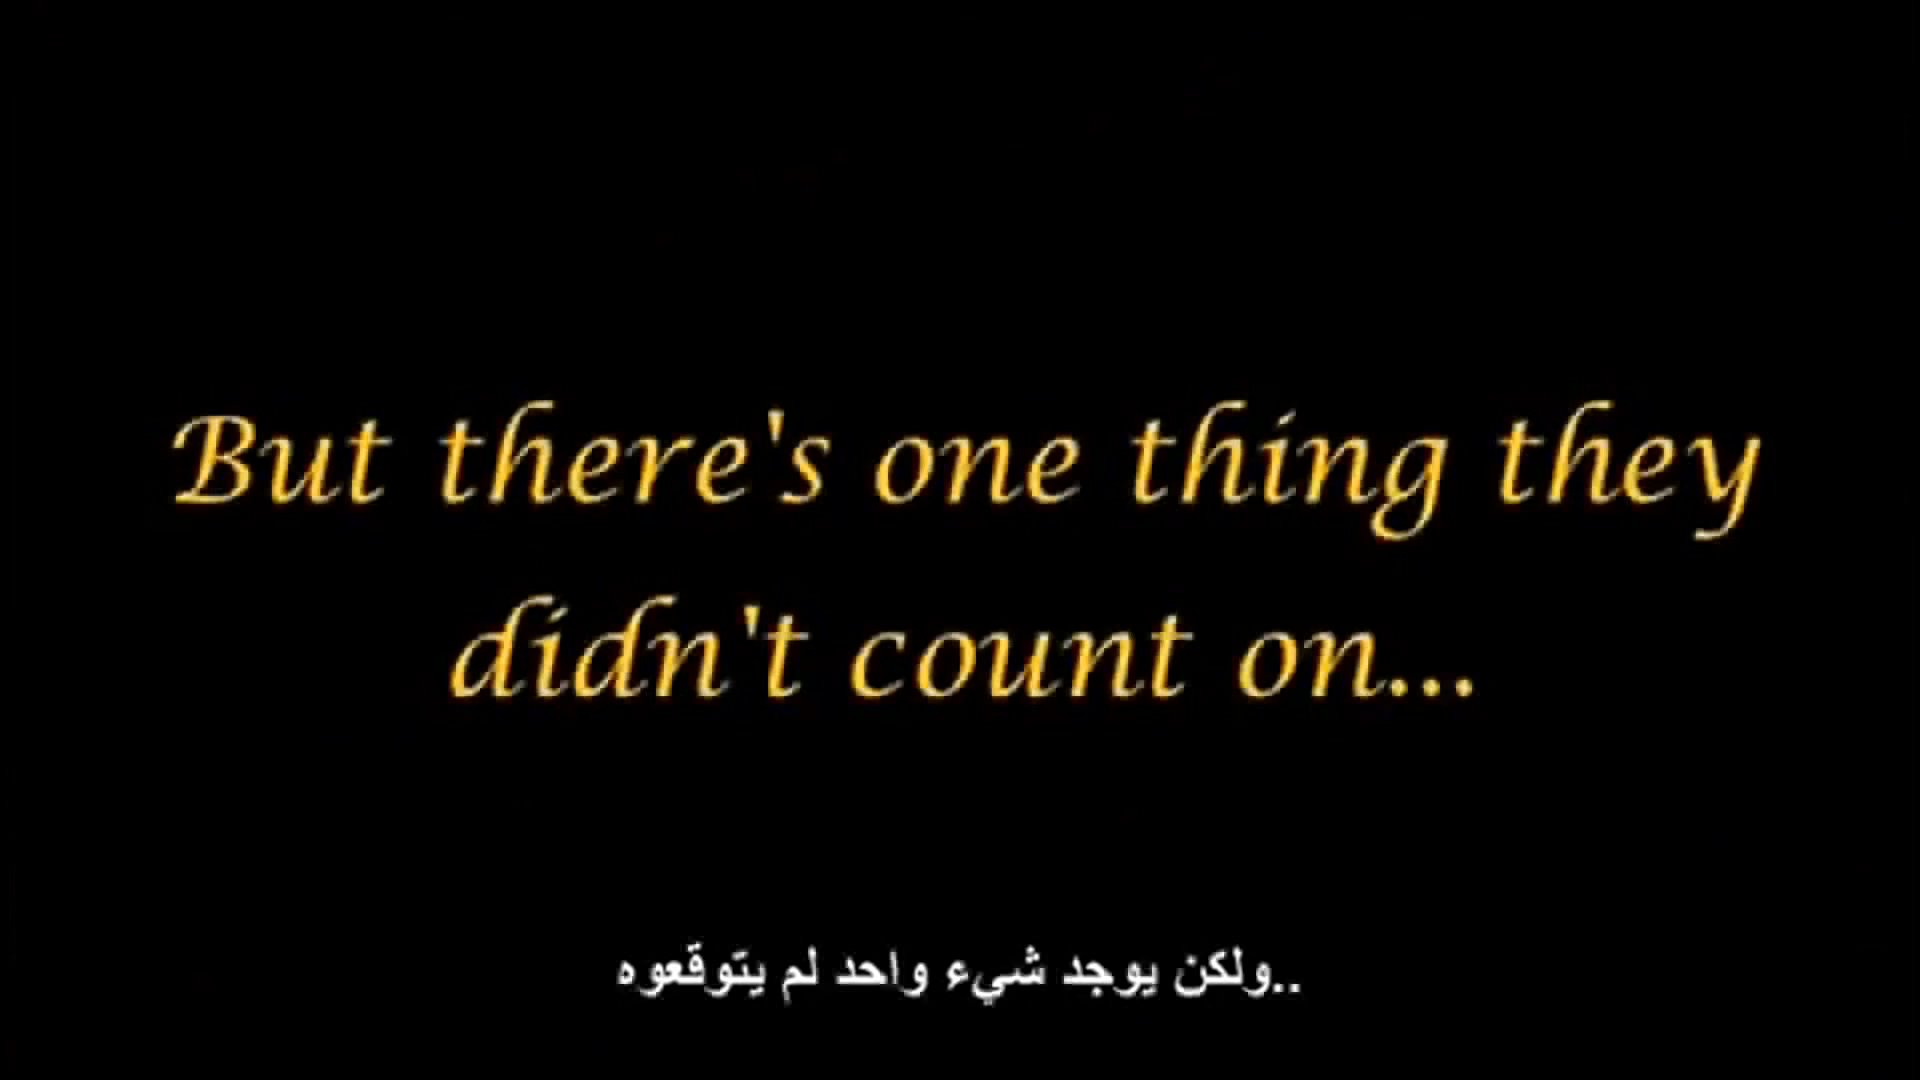 But there's one thing they
didn't count on...
..ولكن يوجد شيء واحد لم يتوقعوه